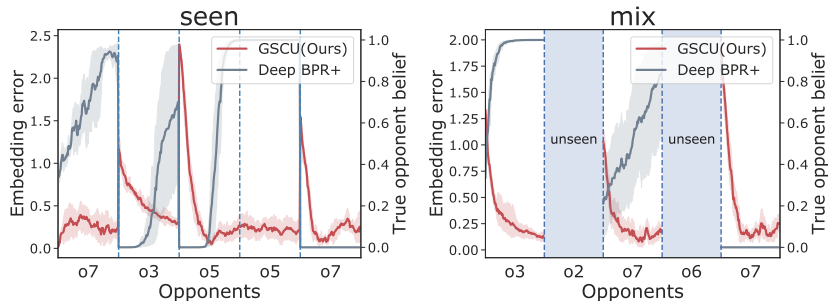 seen
Embedding error
2.5
2.0
1.5
1.0
0.5
0.0
GSCU(Ours)
Deep BPR+
1.0
0.8
0.6
0.4
0.2
0.0
True opponent belief
o7 o3 o5 o5 o7
Opponents
mix
Embedding error
2.00
1.75
1.50
1.25
1.00
0.75
0.50
0.25
0.00
GSCU(Ours)
Deep BPR+
unseen unseen
1.0
0.8
0.6
0.4
0.2
0.0
True opponent belief
o3 o2 o7 o6 o7
Opponents